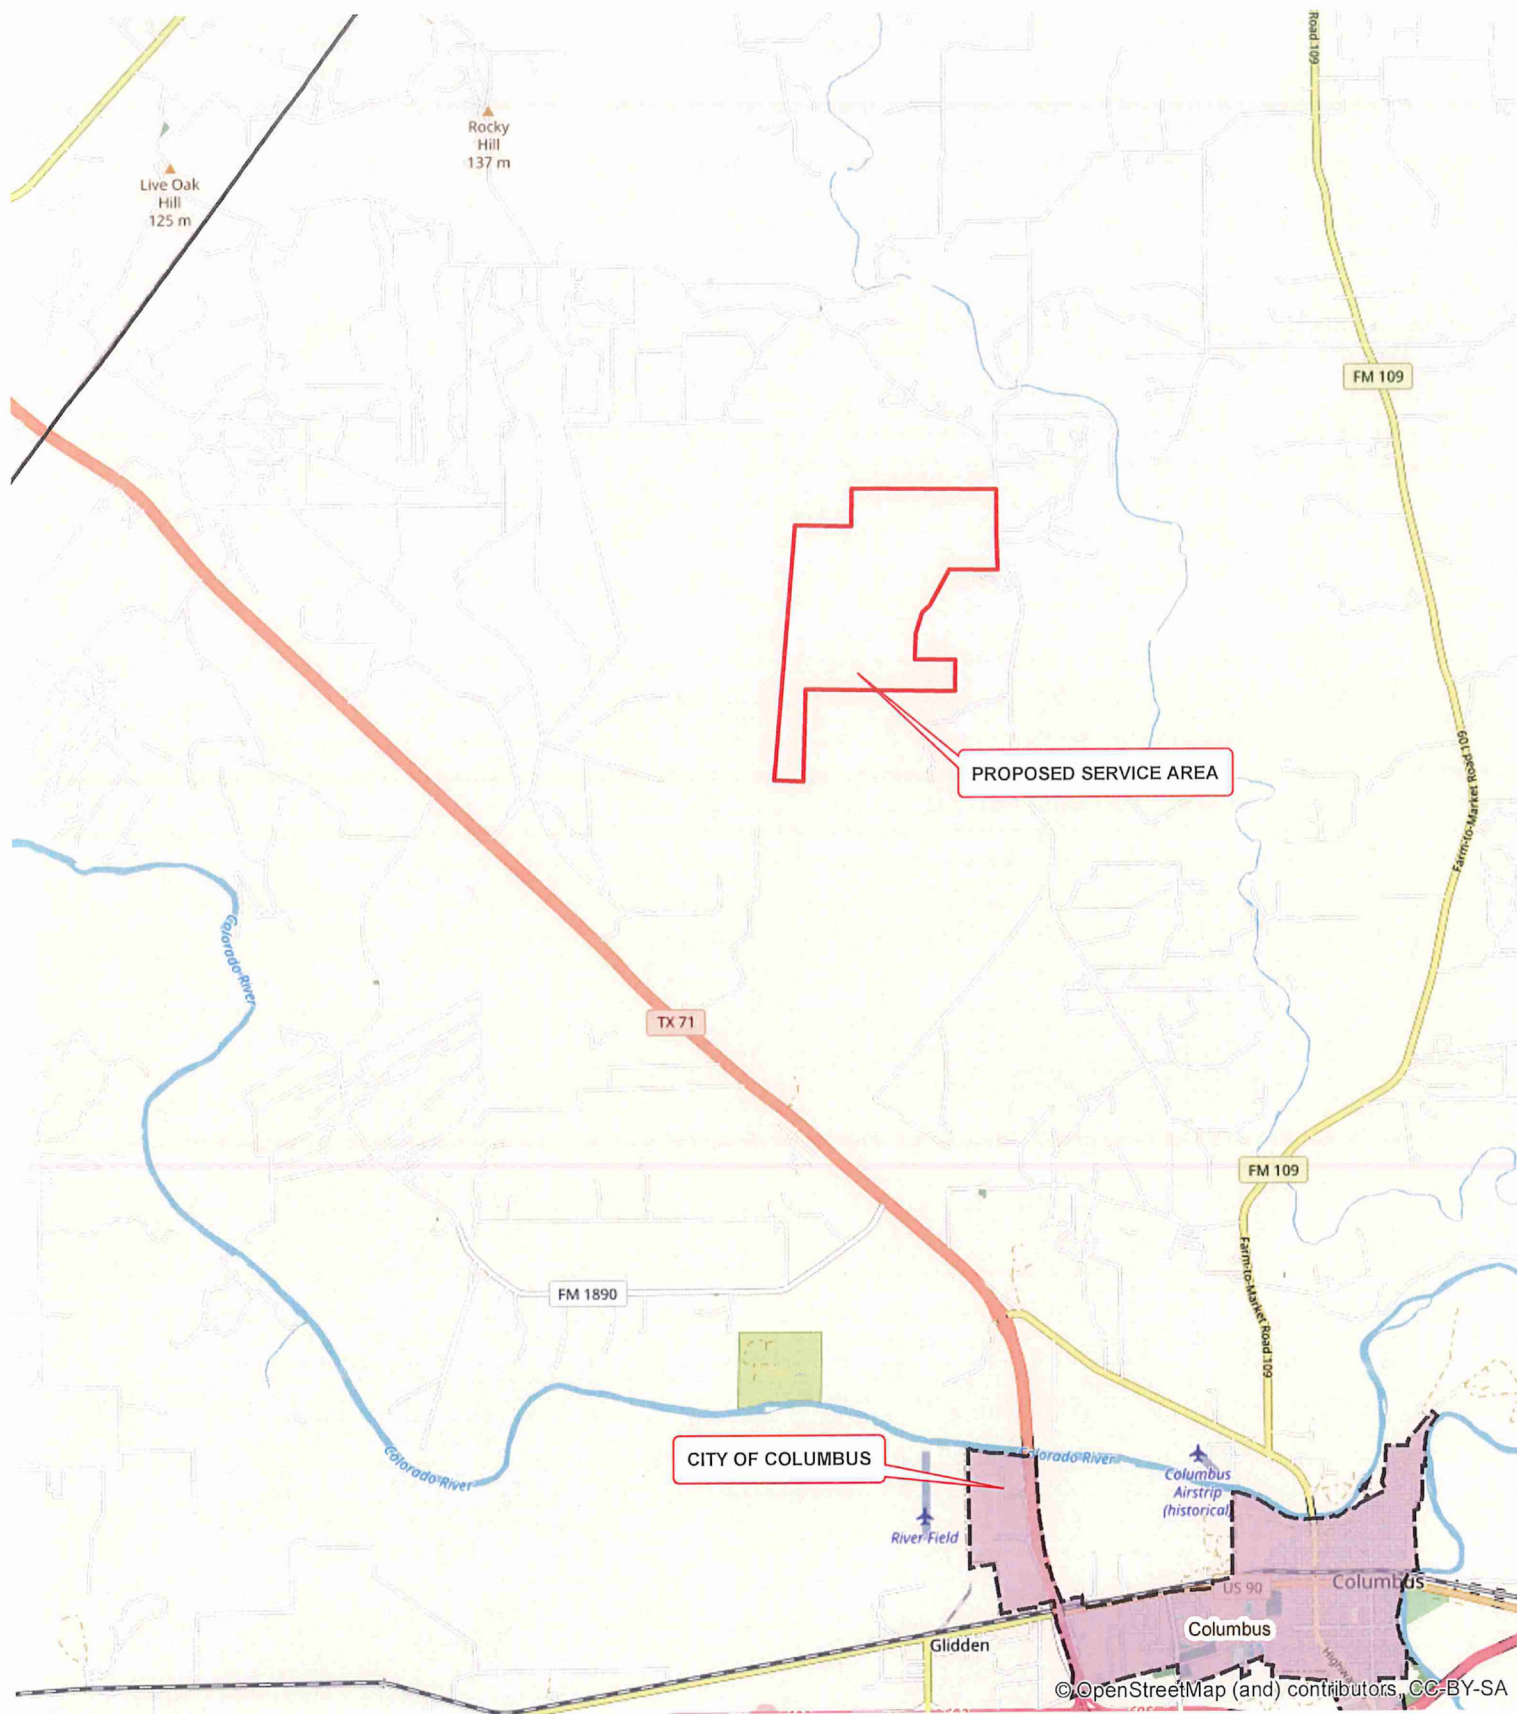 Road 109
Rocky
Hill
137 m
Live Oak
Hill
125 m
FM 109
Farm-to-Market Road 109
PROPOSED SERVICE AREA
Colorado River
TX 71
FM 109
Farm-to-Market Road 109
FM 1890
CITY OF COLUMBUS
Colorado River
Colorado River
Columbus
Airstrip
(historical)
River Field
US 90
Columbus
Columbus
Glidden
© OpenStreetMap (and) contributors, CC-BY-SA